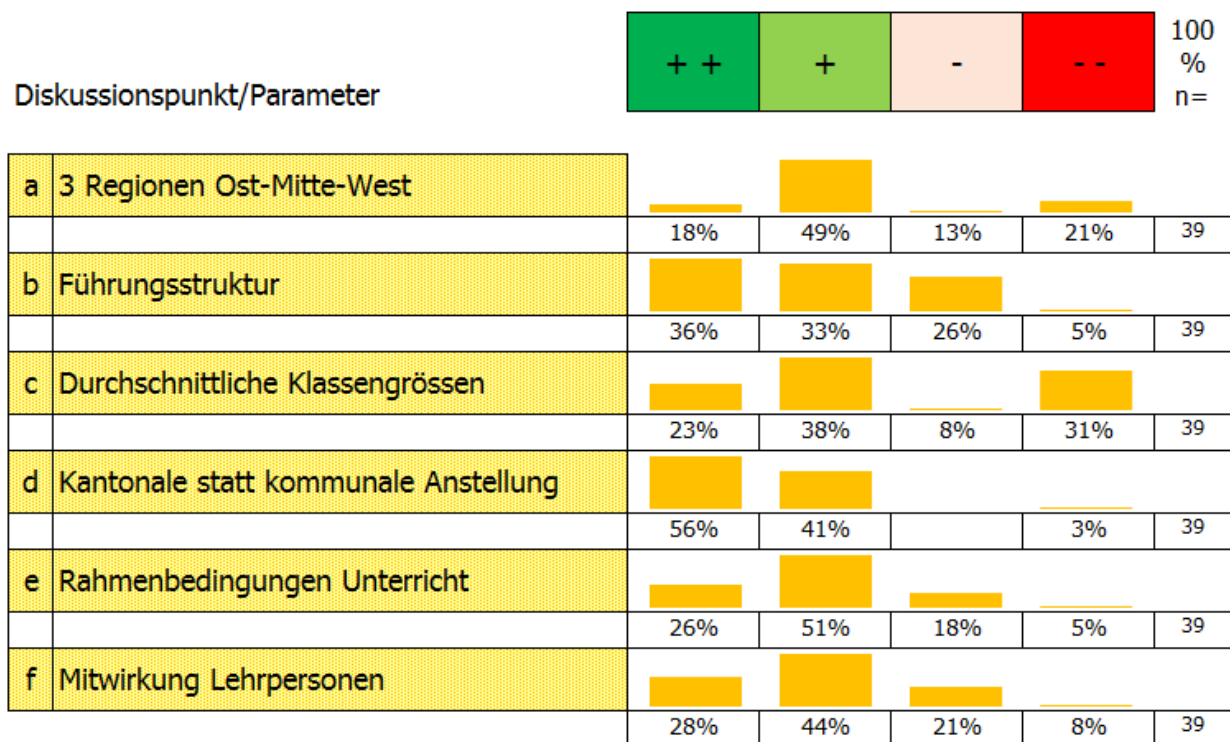 Diskussionspunkt/Parameter
+ + + - - - 100 % n=
a 3 Regionen Ost-Mitte-West
18% 49% 13% 21% 39
b Führungsstruktur
36% 33% 26% 5% 39
c Durchschnittliche Klassengrössen
23% 38% 8% 31% 39
d Kantonale statt kommunale Anstellung
56% 41% 3% 39
e Rahmenbedingungen Unterricht
26% 51% 18% 5% 39
f Mitwirkung Lehrpersonen
28% 44% 21% 8% 39